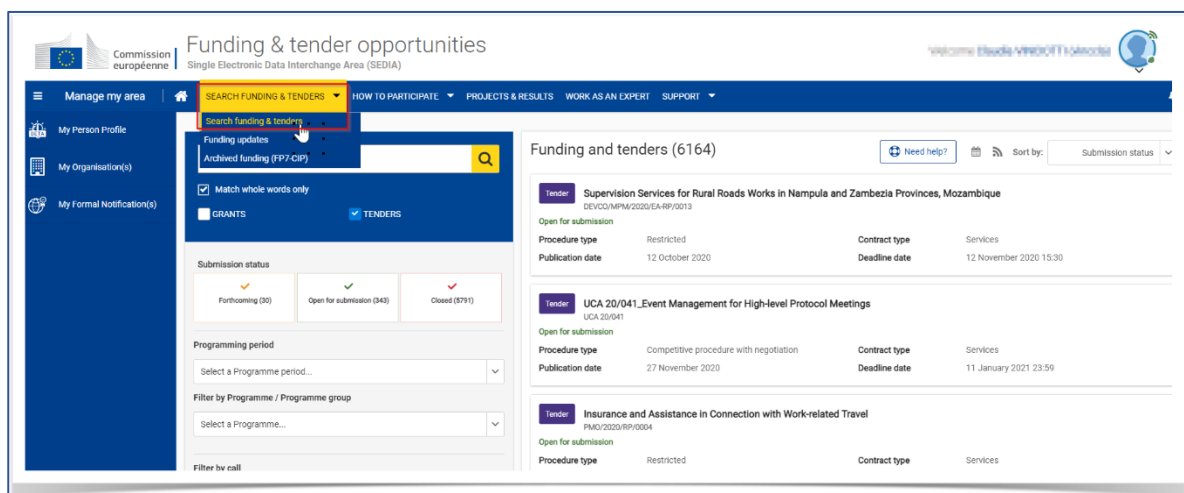 Commission
européenne
Funding & tender opportunities
Single Electronic Data Interchange Area (SEDIA)
Welcome
Manage my area
SEARCH FUNDING & TENDERS
HOW TO PARTICIPATE
PROJECTS & RESULTS
WORK AS AN EXPERT
SUPPORT
My Person Profile
My Organisation(s)
My Formal Notification(s)
Search funding & tenders
Funding updates
Archived funding (FP7-CIP)
Match whole words only
GRANTS
TENDERS
Submission status
Forthcoming (30)
Open for submission (343)
Closed (5791)
Programming period
Select a Programme period...
Filter by Programme / Programme group
Select a Programme...
Filter by call
Funding and tenders (6164)
Need help?
Sort by:
Submission status
Tender
Supervision Services for Rural Roads Works in Nampula and Zambezia Provinces, Mozambique
DEVCO/MPM/2020/EA-RP/0013
Open for submission
Procedure type Restricted Contract type Services
Publication date 12 October 2020 Deadline date 12 November 2020 15:30
Tender
UCA 20/041_Event Management for High-level Protocol Meetings
UCA 20/041
Open for submission
Procedure type Competitive procedure with negotiation Contract type Services
Publication date 27 November 2020 Deadline date 11 January 2021 23:59
Tender
Insurance and Assistance in Connection with Work-related Travel
PMO/2020/RP/0004
Open for submission
Procedure type Restricted Contract type Services